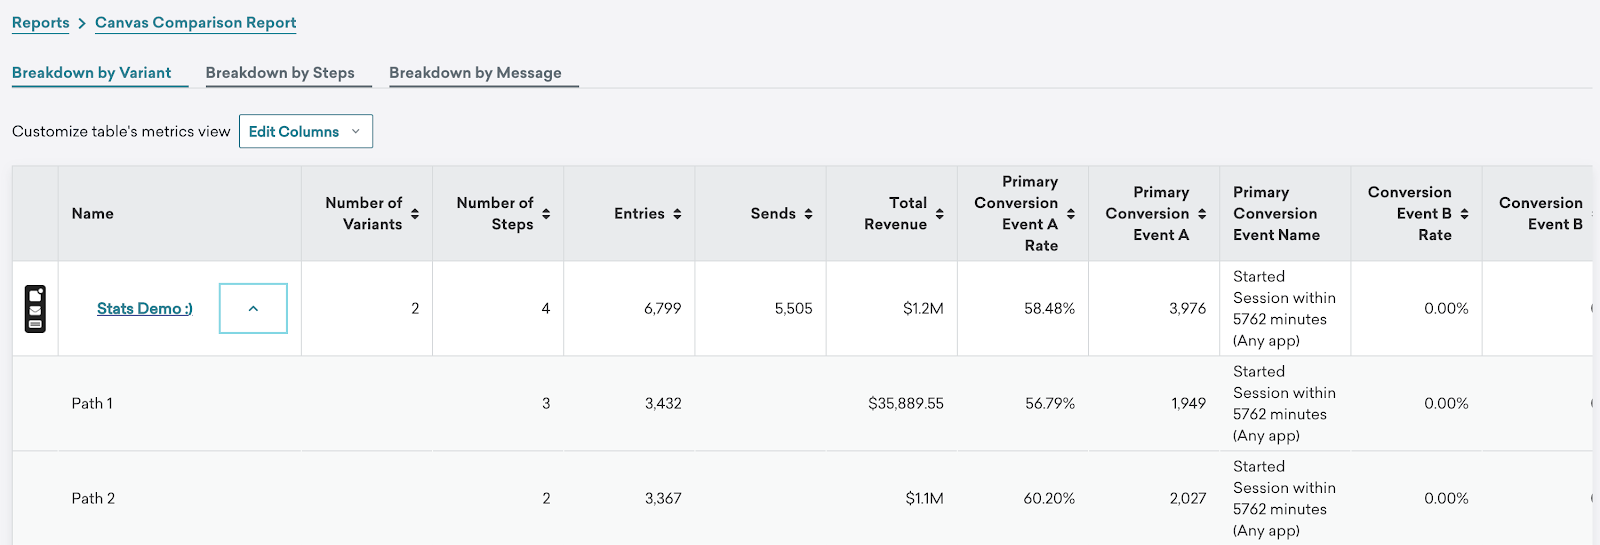 Reports > Canvas Comparison Report
Breakdown by Variant Breakdown by Steps Breakdown by Message
Customize table's metrics view Edit Columns
Name
Number of
Variants
Number of
Steps
Entries
Sends
Total
Revenue
Primary
Conversion
Event A
Rate
Primary
Conversion
Event A
Primary
Conversion
Event Name
Conversion
Event B
Rate
Conversion
Event B
Stats Demo :)
2
4
6,799
5,505
$1.2M
58.48%
3,976
Started
Session within
5762 minutes
(Any app)
0.00%
Path 1
3
3,432
$35,889.55
56.79%
1,949
Started
Session within
5762 minutes
(Any app)
0.00%
Path 2
2
3,367
$1.1M
60.20%
2,027
Started
Session within
5762 minutes
(Any app)
0.00%